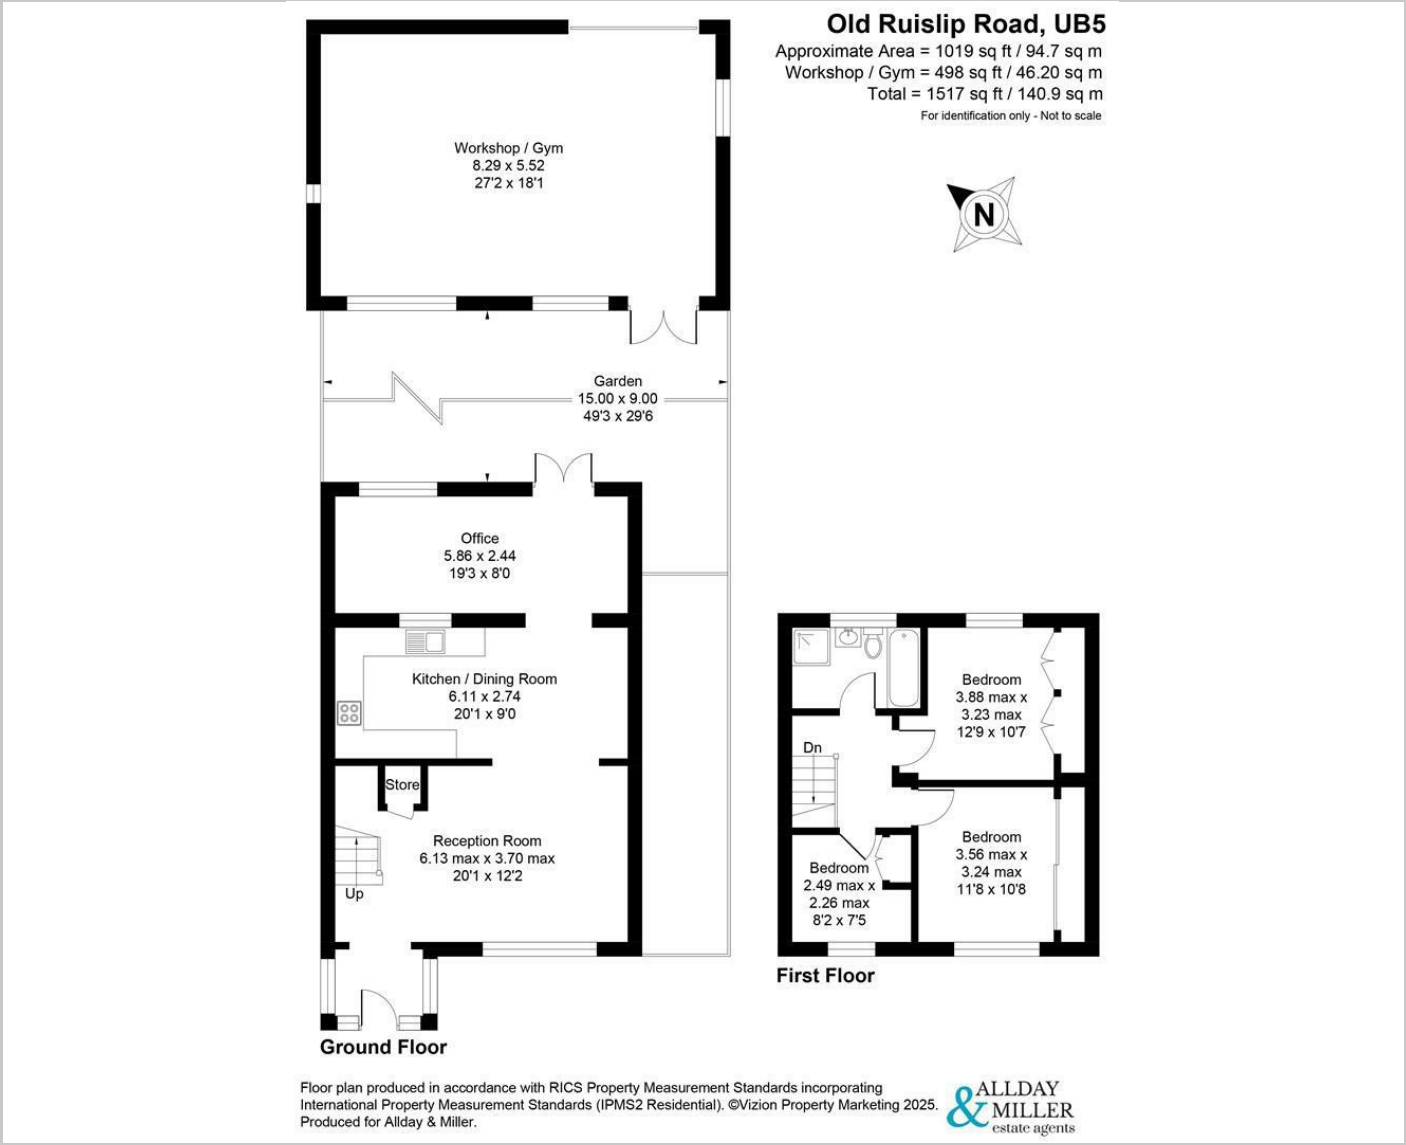 Old Ruislip Road, UB5
Approximate Area = 1019 sq ft / 94.7 sq m
Workshop / Gym = 498 sq ft / 46.20 sq m
Total = 1517 sq ft / 140.9 sq m
For identification only - Not to scale
N
Workshop / Gym
8.29 x 5.52
27'2 x 18'1
Garden
15.00 x 9.00
49'3 x 29'6
Office
5.86 x 2.44
19'3 x 8'0
Kitchen / Dining Room
6.11 x 2.74
20'1 x 9'0
Store
Reception Room
6.13 max x 3.70 max
20'1 x 12'2
Up
Ground Floor
Bedroom
3.88 max x
3.23 max
12'9 x 10'7
Dn
Bedroom
3.56 max x
3.24 max
11'8 x 10'8
Bedroom
2.49 max x
2.26 max
8'2 x 7'5
First Floor
Floor plan produced in accordance with RICS Property Measurement Standards incorporating
International Property Measurement Standards (IPMS2 Residential). ©Vizion Property Marketing 2025.
Produced for Allday & Miller.
ALLDAY
& MILLER
estate agents